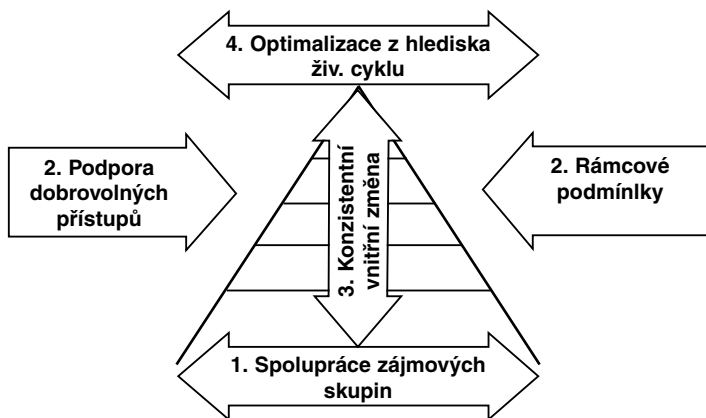 4. Optimalizace z hlediska
živ. cyklu
2. Podpora
dobrovolných
přístupů
3. Konzistentní
vnitřní změna
2. Rámcové
podmínlky
1. Spolupráce zájmových
skupin